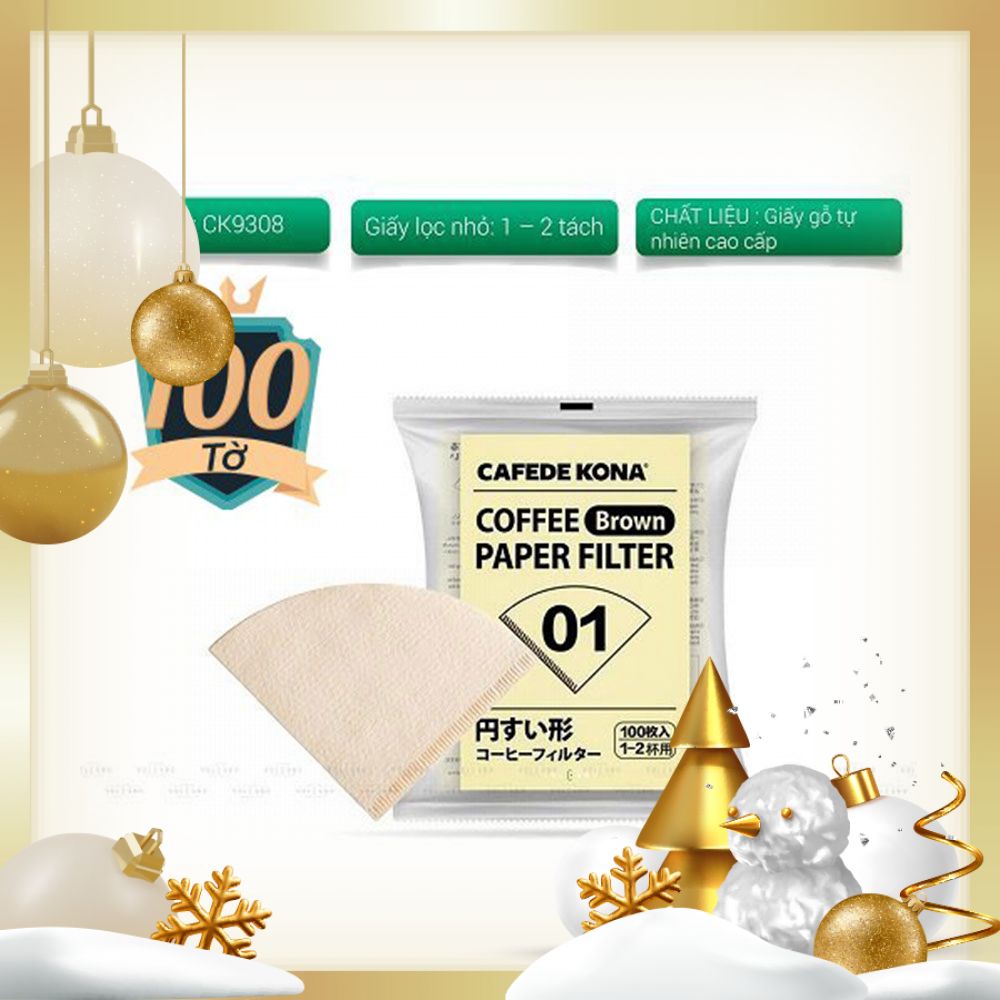 : CK9308
Giấy lọc nhỏ: 1 – 2 tách
CHẤT LIỆU : Giấy gỗ tự
nhiên cao cấp
100
Tờ
CAFEDE KONA®
COFFEE Brown
PAPER FILTER
01
円すい形
コーヒーフィルター
100枚入
1-2杯用